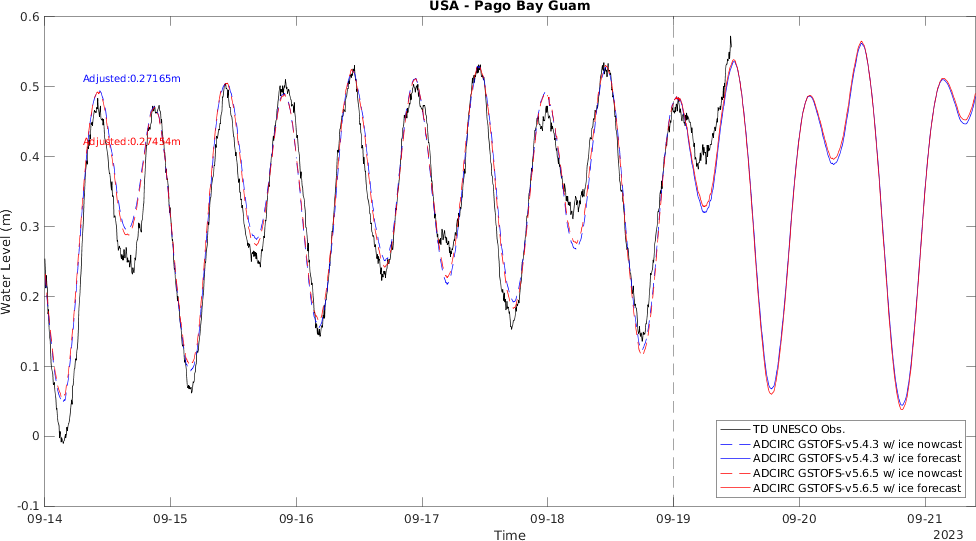 USA - Pago Bay Guam
0.6
0.5
0.4
0.3
0.2
0.1
0
-0.1
Water Level (m)
Adjusted:0.27165m
Adjusted:0.27454m
TD UNESCO Obs.
ADCIRC GSTOFS-v5.4.3 w/ ice nowcast
ADCIRC GSTOFS-v5.4.3 w/ ice forecast
ADCIRC GSTOFS-v5.6.5 w/ ice nowcast
ADCIRC GSTOFS-v5.6.5 w/ ice forecast
09-14 09-15 09-16 09-17 09-18 09-19 09-20 09-21
Time
2023